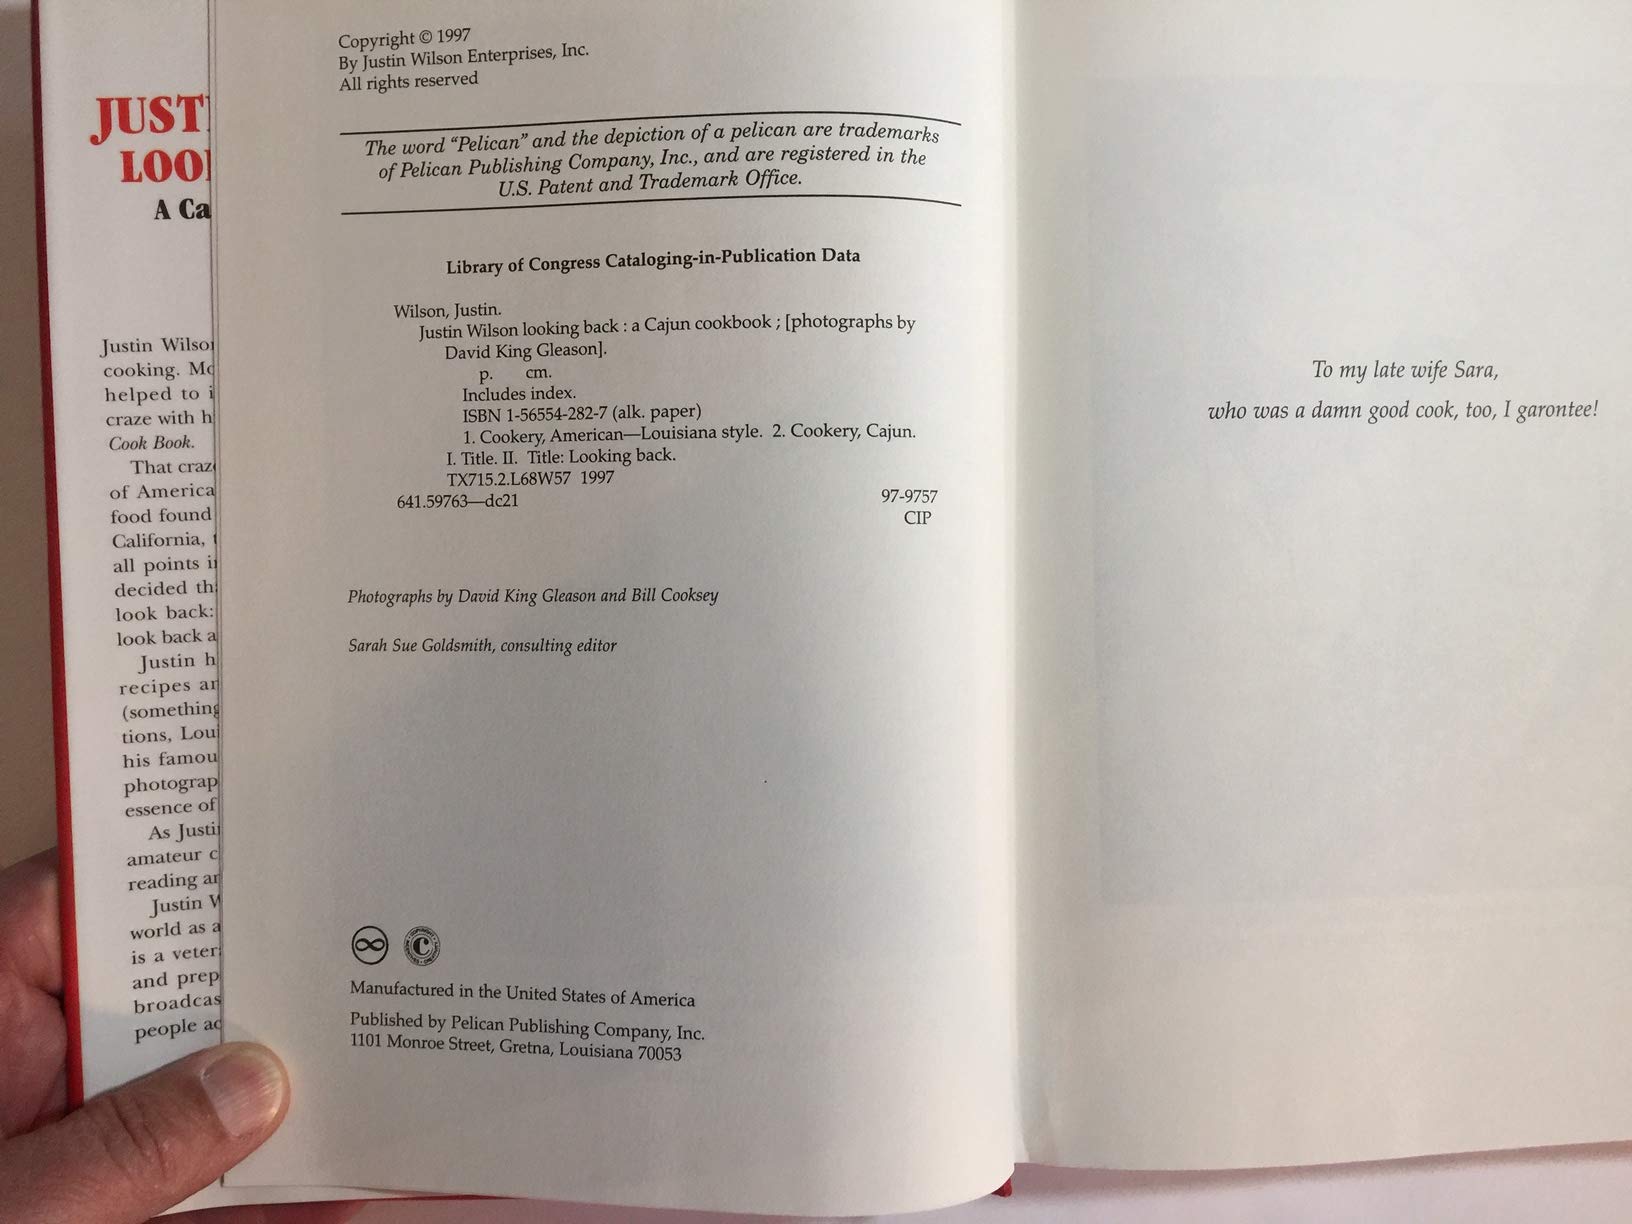 JUST
LOO
A Ca
Justin Wilson
cooking. Mo
helped to i
craze with h
Cook Book.
That craz
of America
food found
California,
all points i
decided th
look back:
look back a
Justin h
recipes an
(something
tions, Loui
his famou
photograp
essence of
As Justi
amateur c
reading an
Justin W
world as a
is a veter
and prep
broadcas
people ac
Copyright © 1997
By Justin Wilson Enterprises, Inc.
All rights reserved
The word “Pelican” and the depiction of a pelican are trademarks
of Pelican Publishing Company, Inc., and are registered in the
U.S. Patent and Trademark Office.
Library of Congress Cataloging-in-Publication Data
Wilson, Justin.
Justin Wilson looking back : a Cajun cookbook ; [photographs by
David King Gleason].
p. cm.
Includes index.
ISBN 1-56554-282-7 (alk. paper)
1. Cookery, American—Louisiana style. 2. Cookery, Cajun.
I. Title. II. Title: Looking back.
TX715.2.L68W57 1997
641.59763—dc21 97-9757
CIP
Photographs by David King Gleason and Bill Cooksey
Sarah Sue Goldsmith, consulting editor
C
Manufactured in the United States of America
Published by Pelican Publishing Company, Inc.
1101 Monroe Street, Gretna, Louisiana 70053
To my late wife Sara,
who was a damn good cook, too, I garontee!